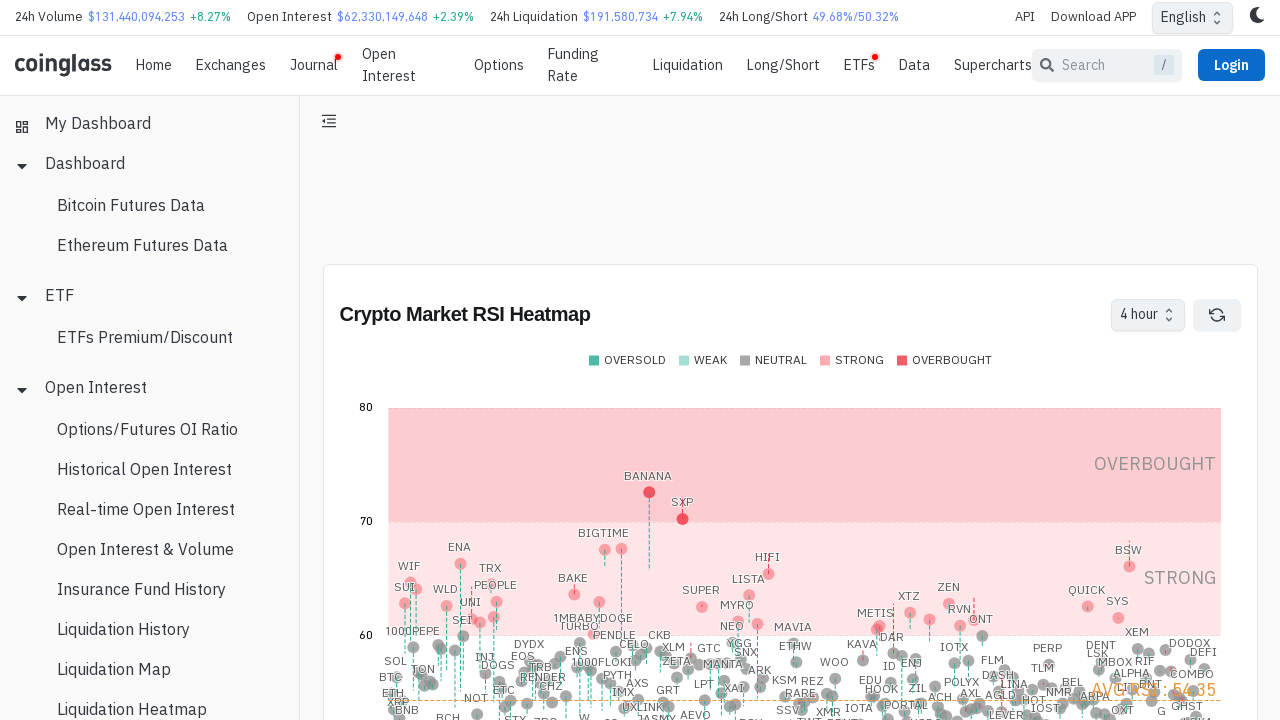 24h Volume $131,440,094,253 +8.27% Open Interest $62,330,149,648 +2.39% 24h Liquidation $191,580,734 +7.94% 24h Long/Short 49.68%/50.32% API Download APP English
coinglass Home Exchanges Journal Open Interest Options Funding Rate Liquidation Long/Short ETFs Data Supercharts Search / Login
My Dashboard
Dashboard
Bitcoin Futures Data
Ethereum Futures Data
ETF
ETFs Premium/Discount
Open Interest
Options/Futures OI Ratio
Historical Open Interest
Real-time Open Interest
Open Interest & Volume
Insurance Fund History
Liquidation History
Liquidation Map
Liquidation Heatmap
Crypto Market RSI Heatmap 4 hour
OVERSOLD WEAK NEUTRAL STRONG OVERBOUGHT
80
OVERBOUGHT
BANANA
SXP
70
BIGTIME
ENA
BSW
HIFI
WIF
TRX
STRONG
BAKE
LISTA
SUI
PEOPLE
WLD
SUPER
ZEN
QUICK
XTZ
UNI
MYRO
SYS
METIS
RVN
1MBABYDOGE
SEI
ONT
TURBO
NEO
MAVIA
60
1000PEPE
PENDLE
CKB
DAR
XEM
DYDX
CELO
XLM
GTC
YGG
ETHW
KAVA
IOTX
PERP
DENT
DODOX
ENS
SNX
LSK
DEFI
INJ
EOS
SOL
DOGS
TRB
1000FLOKI
ZETA
MANTA
WOO
ID
ENJ
FLM
TLM
MBOX
RIF
TON
BTC
RENDER
PYTH
ARK
DASH
ALPHA
COMBO
ETC
CHZ
AXS
LPT
XAI
KSM
REZ
EDU
HOOK
ZIL
POLYX
LINA
BEL
ETH
IMX
GRT
RARE
ACH
AXL
AGLD
NMR
AVG RSI: 54.35
NOT
UXLINK
PORTAL
HOT
ARPA
GHST
BNB
SSV
XMR
IOTA
IOST
OXT
G
BCH
STX
W
JASMY
AEVO
LEVER